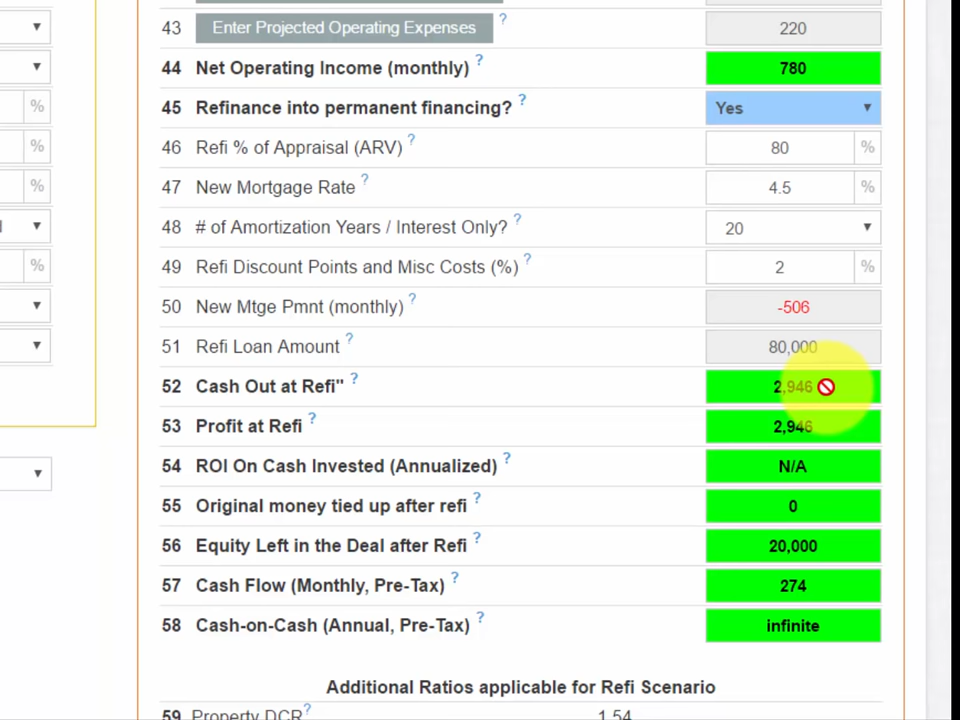 43 Enter Projected Operating Expenses ? 220
44 Net Operating Income (monthly) ? 780
% 45 Refinance into permanent financing? ? Yes
% 46 Refi % of Appraisal (ARV) ? 80 %
% 47 New Mortgage Rate ? 4.5 %
48 # of Amortization Years / Interest Only? ? 20
% 49 Refi Discount Points and Misc Costs (%) ? 2 %
50 New Mtge Pmnt (monthly) ? -506
51 Refi Loan Amount ? 80,000
52 Cash Out at Refi" ? 2,946
53 Profit at Refi ? 2,946
54 ROI On Cash Invested (Annualized) ? N/A
55 Original money tied up after refi ? 0
56 Equity Left in the Deal after Refi ? 20,000
57 Cash Flow (Monthly, Pre-Tax) ? 274
58 Cash-on-Cash (Annual, Pre-Tax) ? infinite
Additional Ratios applicable for Refi Scenario
59 Property DCR ? 1.54